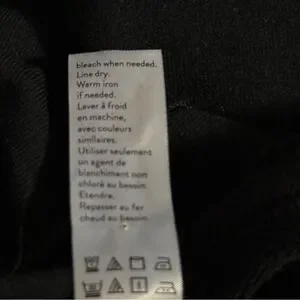 bleach when needed.
Line dry.
Warm iron
if needed.
Laver à froid
en machine,
avec couleurs
similaires.
Utiliser seulement
un agent de
blanchiment non
chloré au besoin.
Étendre.
Repasser au fer
chaud au besoin.